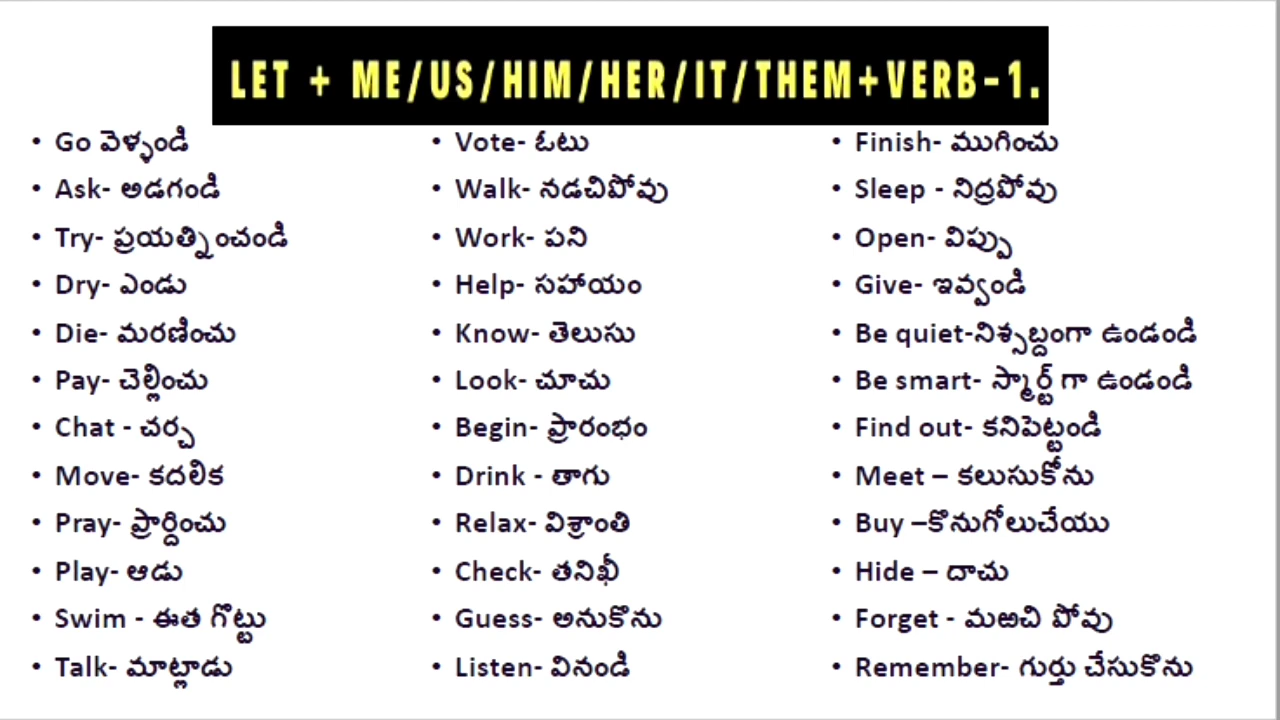 LET + ME/US/HIM/HER/IT/THEM+VERB-1.
• Go వెళ్ళండి
• Ask- అడగండి
• Try- ప్రయత్నించండి
• Dry- ఎండు
• Die- మరణించు
• Pay- చెల్లించు
• Chat - చర్చ
• Move- కదలిక
• Pray- ప్రార్దించు
• Play- ఆడు
• Swim - ఈత గొట్టు
• Talk- మాట్లాడు
• Vote- ఓటు
• Walk- నడచిపోవు
• Work- పని
• Help- సహాయం
• Know- తెలుసు
• Look- చూచు
• Begin- ప్రారంభం
• Drink - తాగు
• Relax- విశ్రాంతి
• Check- తనిఖీ
• Guess- అనుకొను
• Listen- వినండి
• Finish- ముగించు
• Sleep - నిద్రపోవు
• Open- విప్పు
• Give- ఇవ్వండి
• Be quiet-నిశ్సబ్దంగా ఉండండి
• Be smart- స్మార్ట్ గా ఉండండి
• Find out- కనిపెట్టండి
• Meet – కలుసుకోను
• Buy –కొనుగోలుచేయు
• Hide – దాచు
• Forget - మఱచి పోవు
• Remember- గుర్తు చేసుకొను